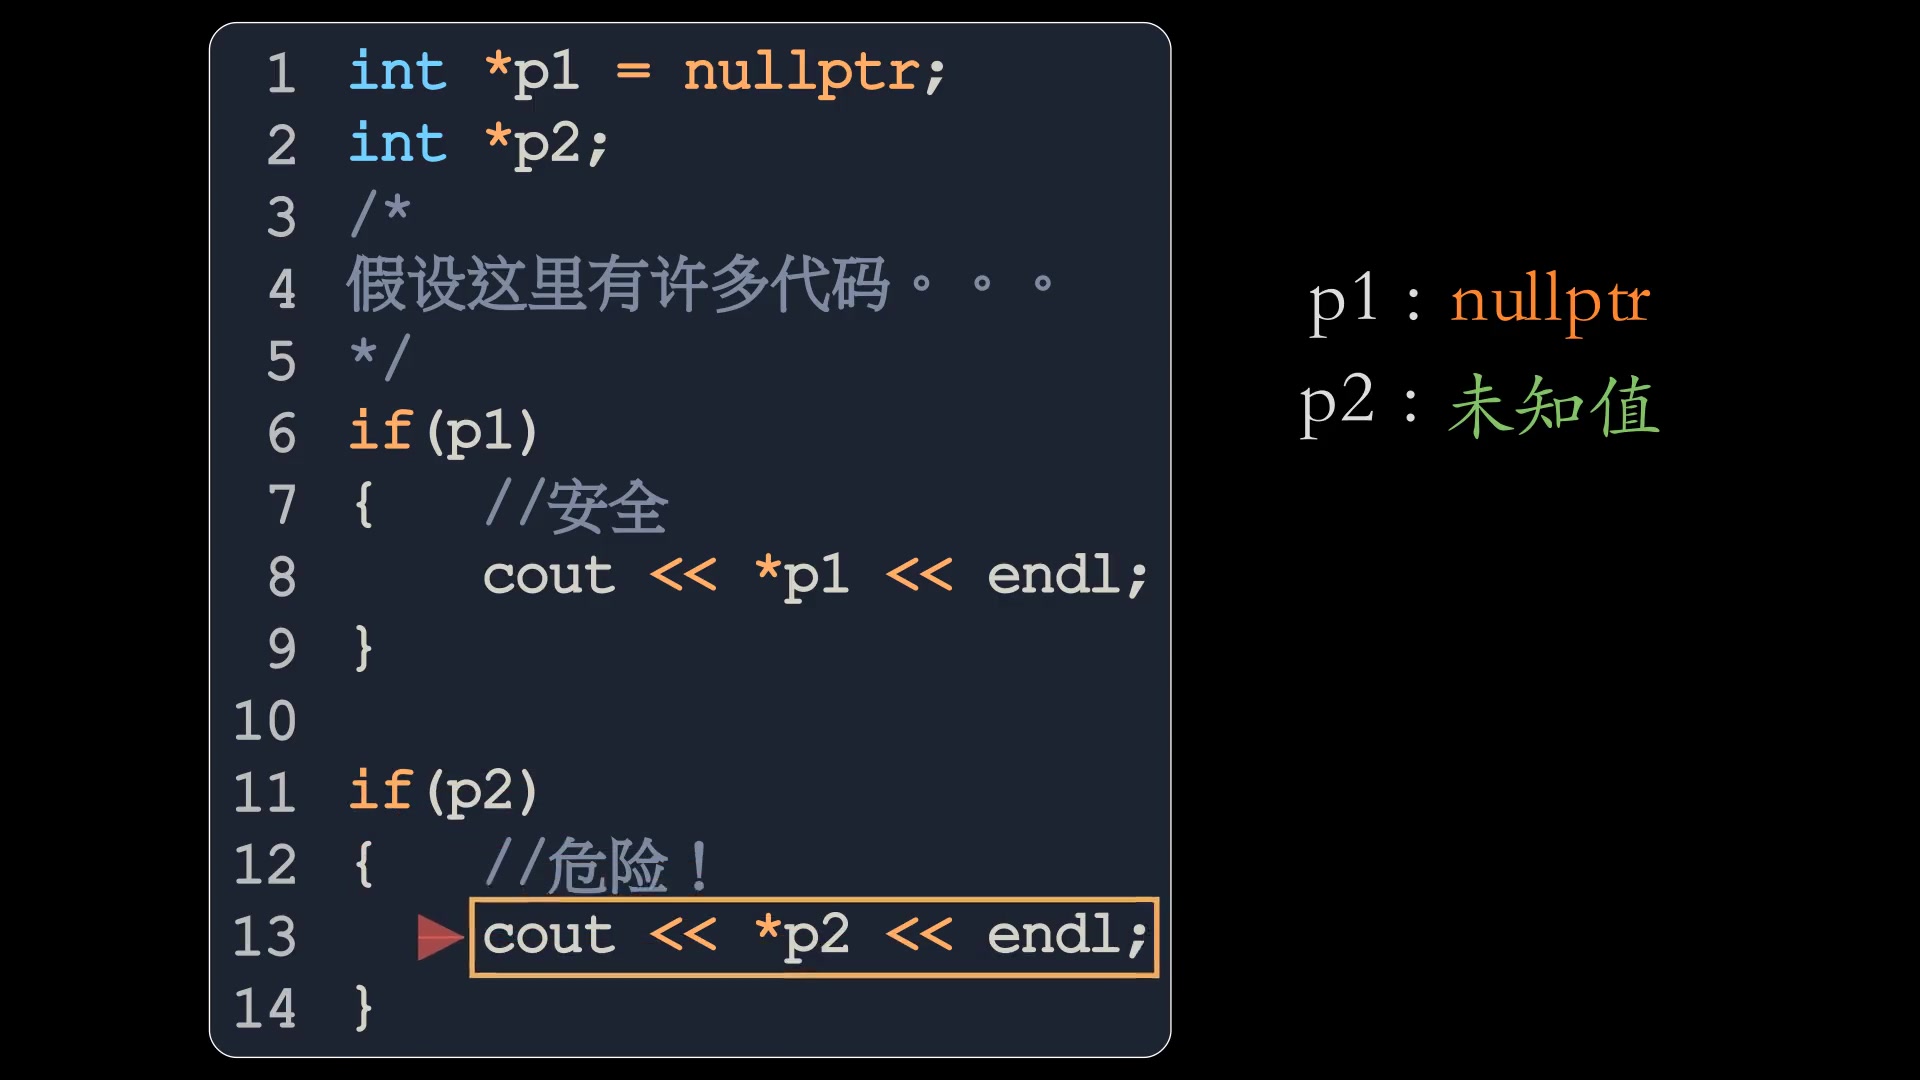 1 int *p1 = nullptr;
2 int *p2;
3 /*
4 假设这里有许多代码。。。
5 */
6 if(p1)
7 {   //安全
8     cout << *p1 << endl;
9 }
10
11 if(p2)
12 {   //危险！
13     cout << *p2 << endl;
14 }
p1：nullptr
p2：未知值